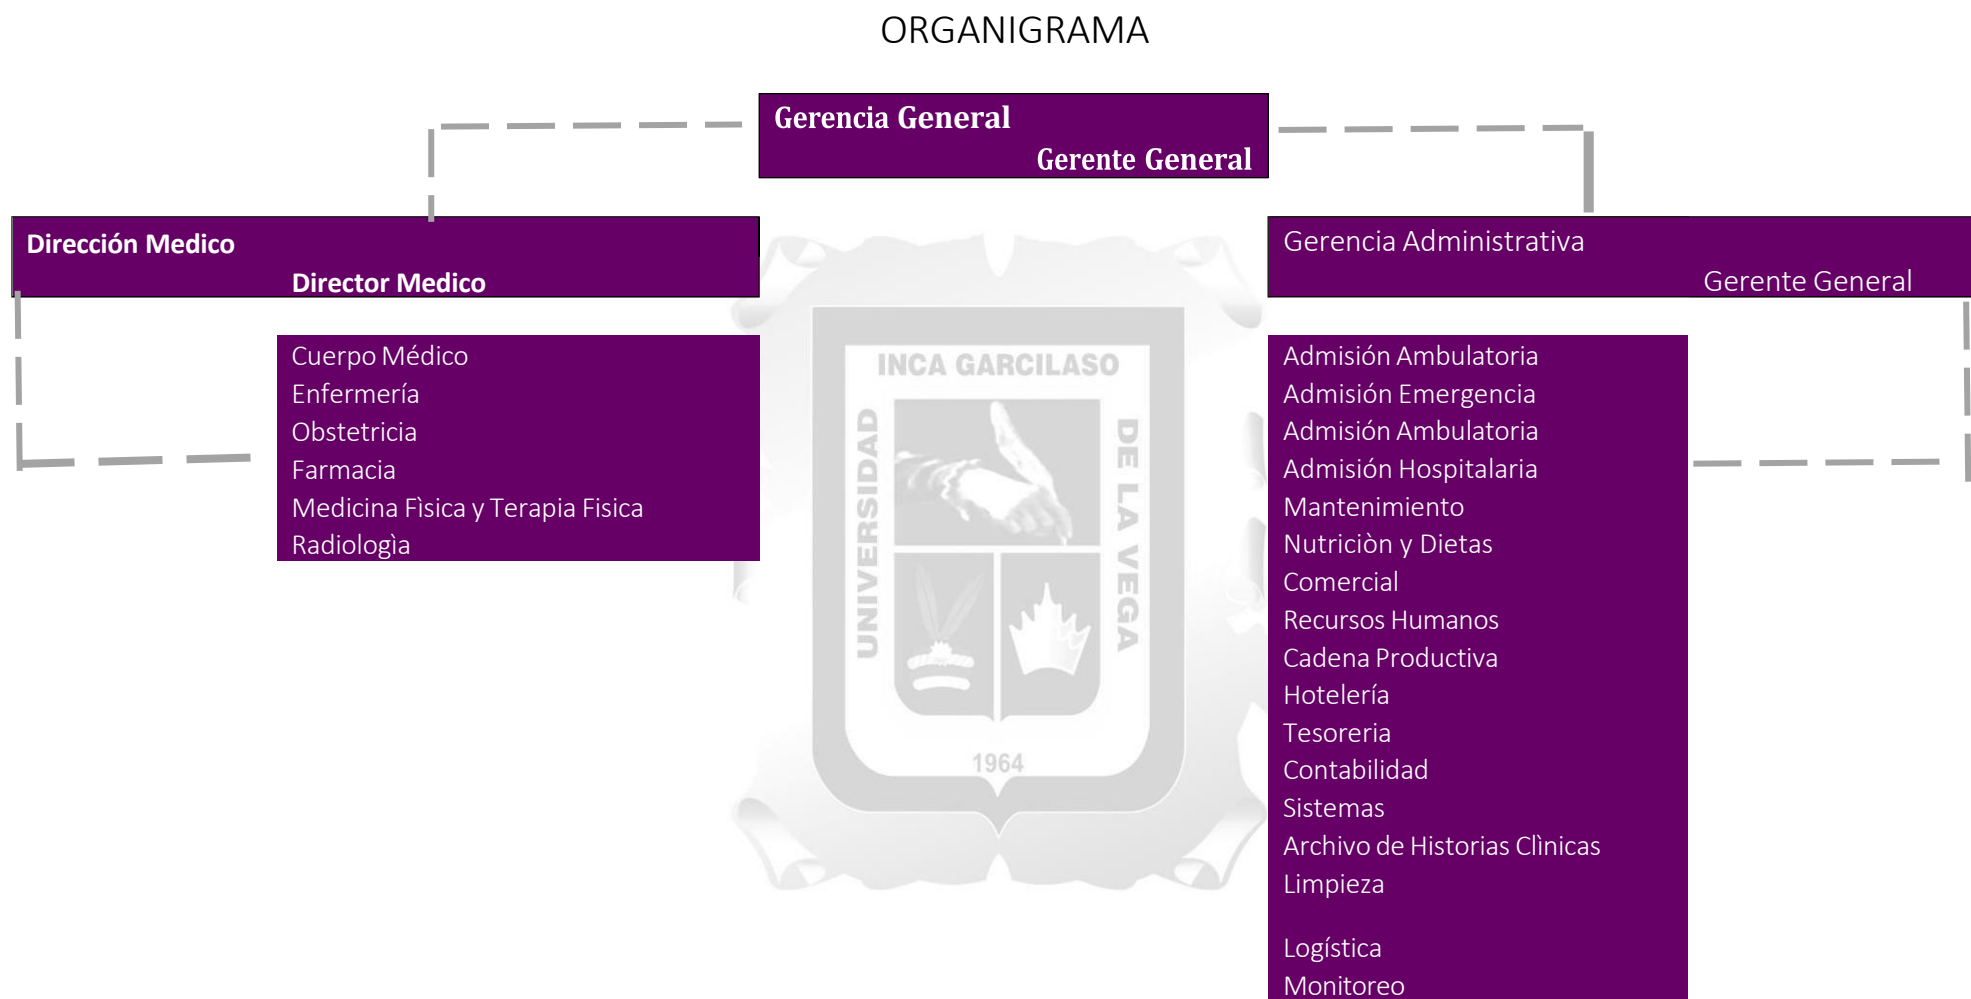 ORGANIGRAMA
Gerencia General
Gerente General
Dirección Medico
Director Medico
Gerencia Administrativa
Gerente General
Cuerpo Médico
Enfermería
Obstetricia
Farmacia
Medicina Fìsica y Terapia Fisica
Radiologìa
INCA GARCILASO
UNIVERSIDAD
DE LA VEGA
1964
Admisión Ambulatoria
Admisión Emergencia
Admisión Ambulatoria
Admisión Hospitalaria
Mantenimiento
Nutriciòn y Dietas
Comercial
Recursos Humanos
Cadena Productiva
Hotelería
Tesoreria
Contabilidad
Sistemas
Archivo de Historias Clìnicas
Limpieza
Logística
Monitoreo